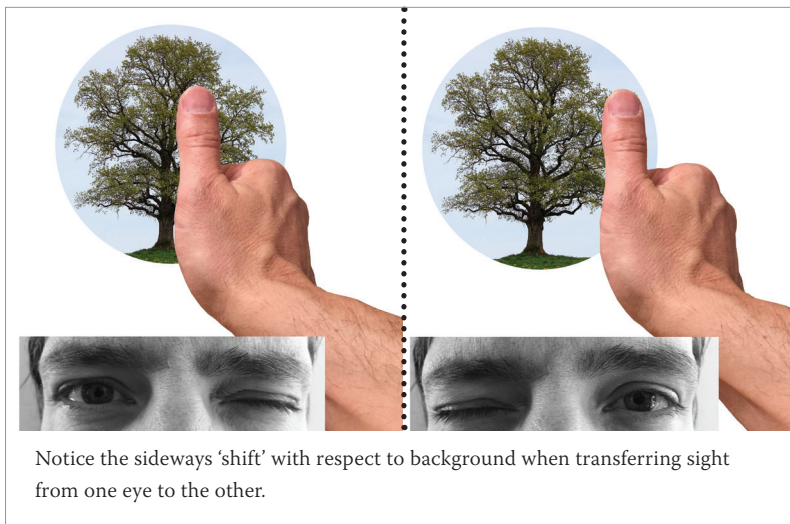 Notice the sideways ‘shift’ with respect to background when transferring sight
from one eye to the other.